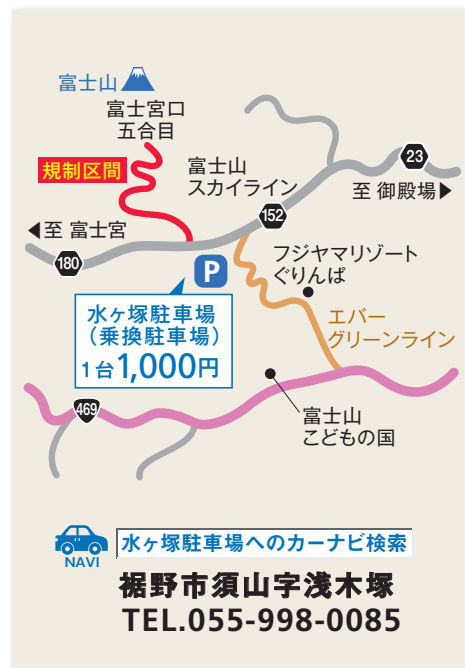 富士山
富士宮口
五合目
規制区間
富士山
スカイライン
23
至 御殿場▶
152
◀至 富士宮
180
P
フジヤマリゾート
ぐりんぱ
水ヶ塚駐車場
（乗換駐車場）
1台1,000円
エバー
グリーンライン
469
富士山
こどもの国
NAVI
水ヶ塚駐車場へのカーナビ検索
裾野市須山字浅木塚
TEL.055-998-0085